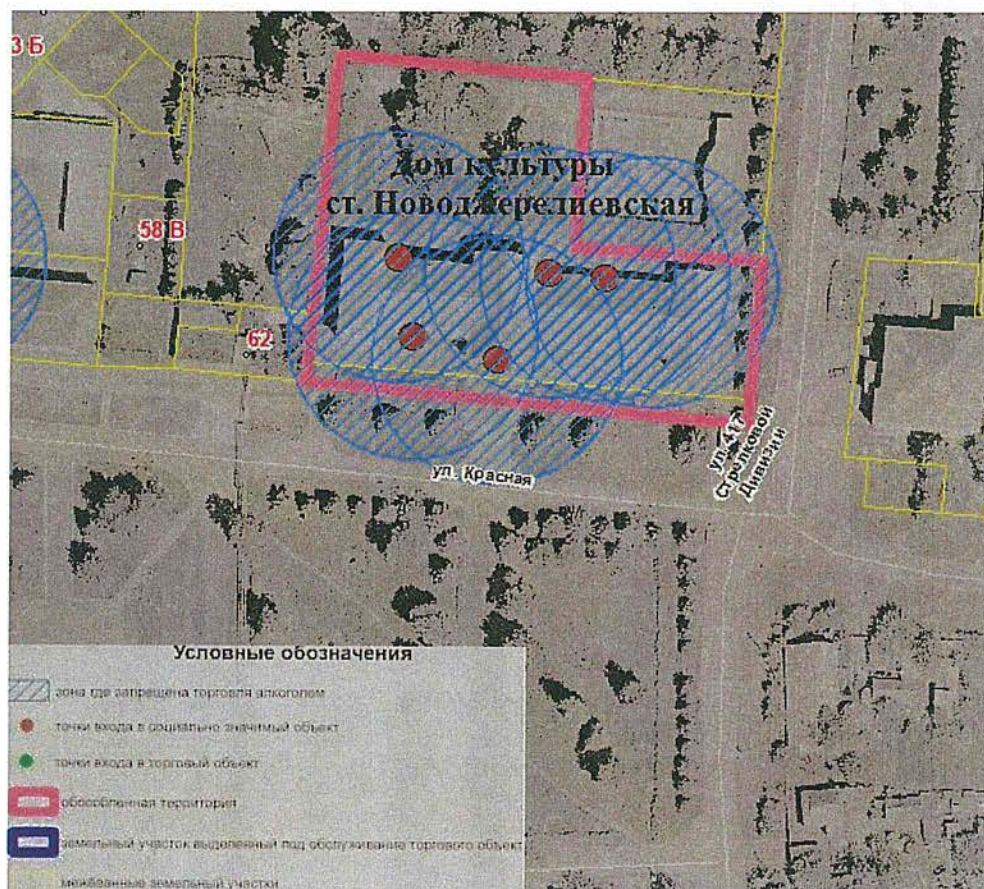 3 Б
Дом культуры
ст. Новоджерелиевская
58 В
62
ул. Красная
ул. 417
Стрелковой
Дивизии
Условные обозначения
зона где запрещена торговля алкоголем
точки входа в социально значимый объект
точки входа в торговый объект
обособленная территория
земельный участок выделенный под обслуживание торгового объект
земельный участки